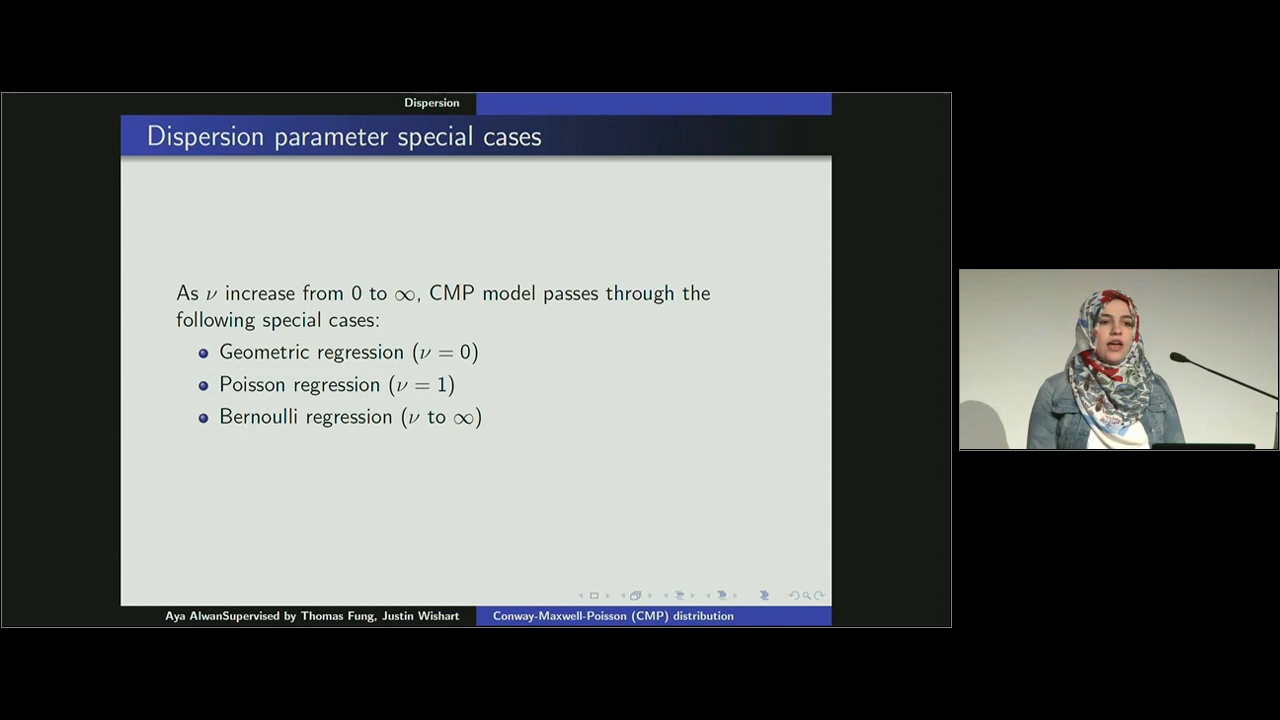 Dispersion
Dispersion parameter special cases
As ν increase from 0 to ∞, CMP model passes through the
following special cases:
Geometric regression (ν = 0)
Poisson regression (ν = 1)
Bernoulli regression (ν to ∞)
Aya AlwanSupervised by Thomas Fung, Justin Wishart
Conway-Maxwell-Poisson (CMP) distribution